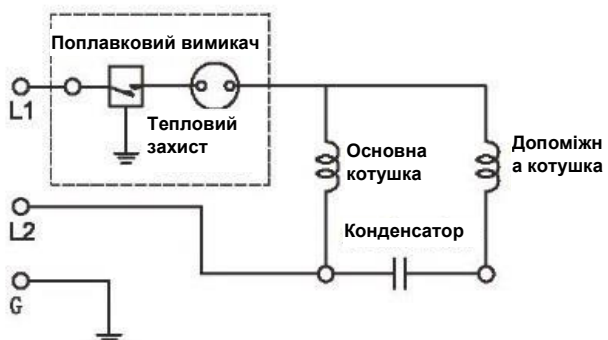 Поплавковий вимикач
L1
Тепловий
захист
Основна
котушка
Допоміжн
а котушка
L2
Конденсатор
G